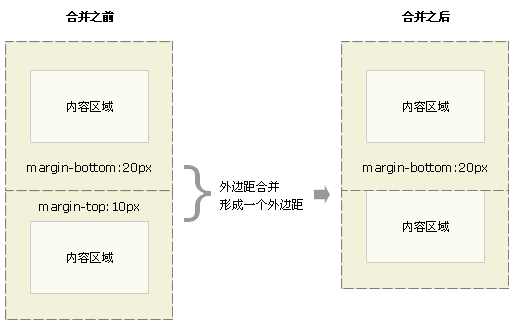 合并之前
合并之后
内容区域
margin-bottom:20px
margin-top:10px
内容区域
外边距合并
形成一个外边距
内容区域
margin-bottom:20px
内容区域